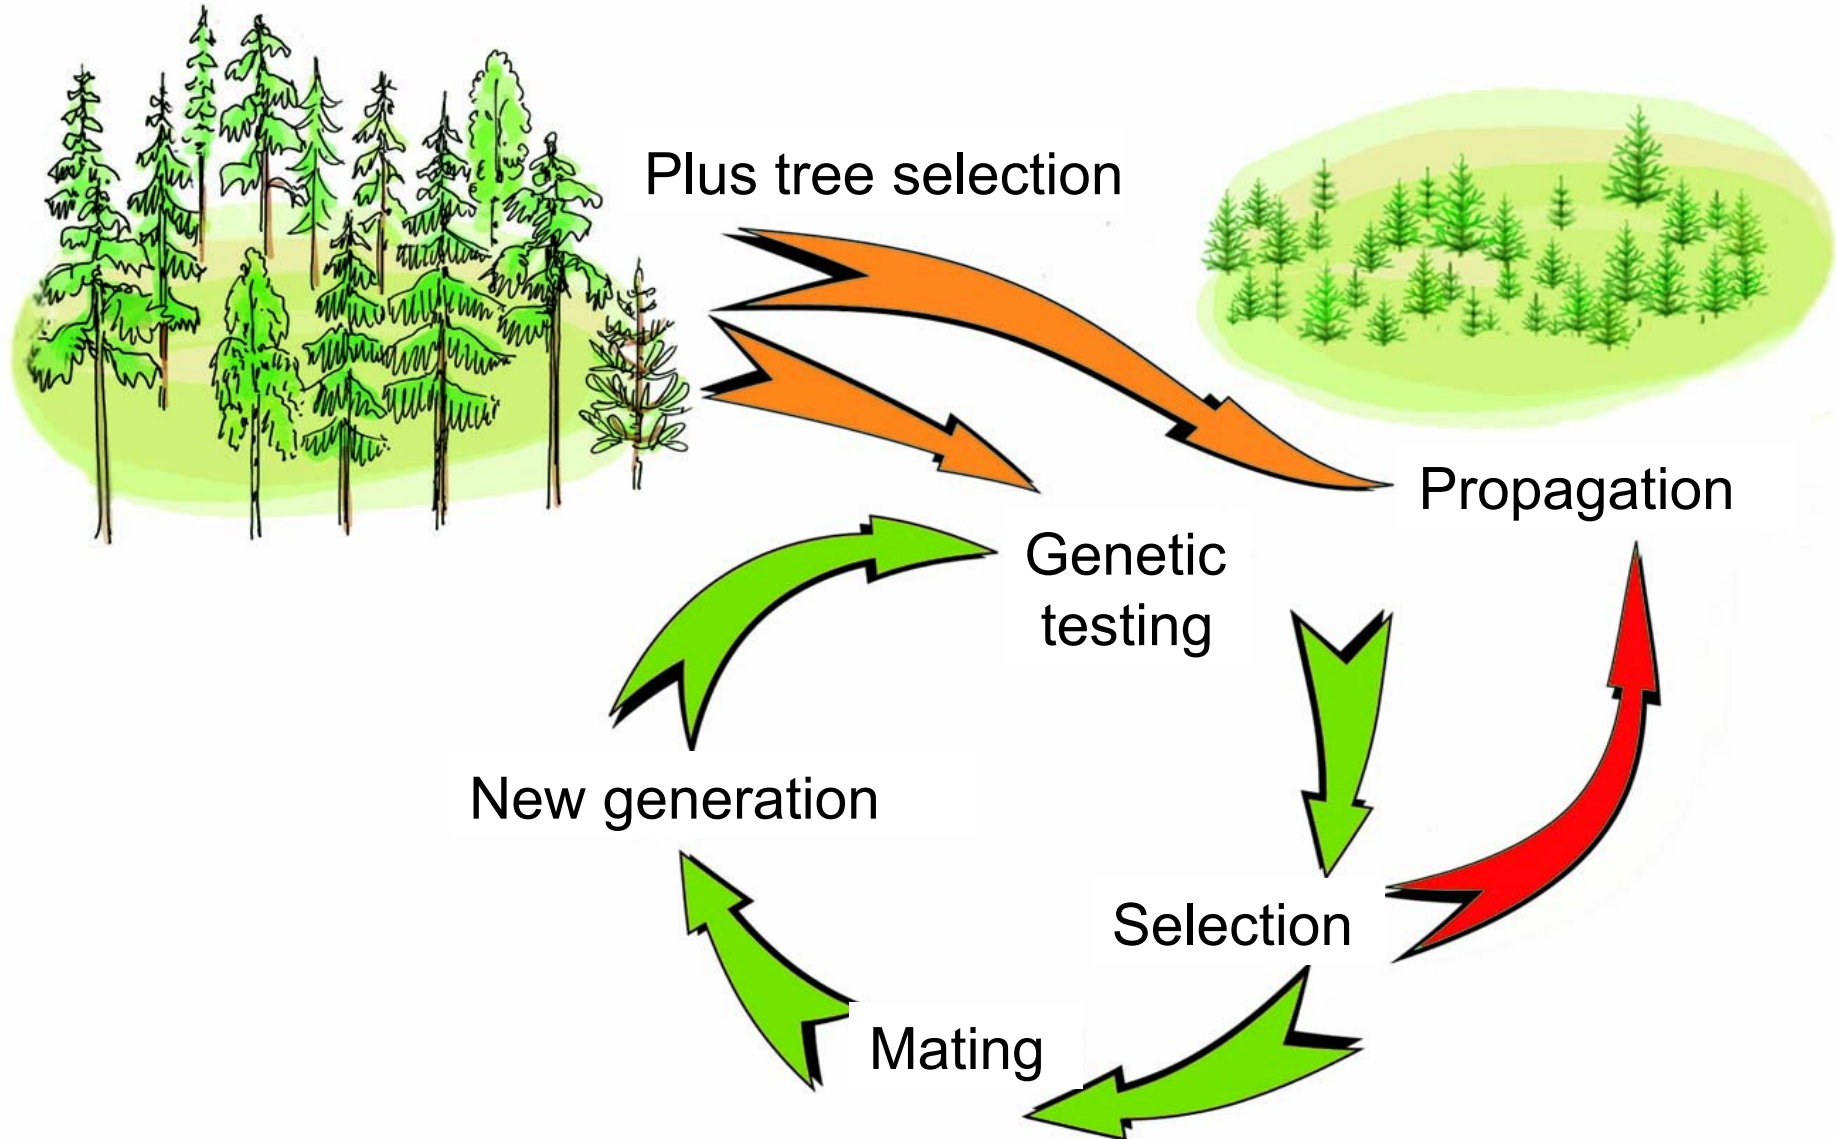 Plus tree selection
Propagation
Genetic
testing
New generation
Selection
Mating